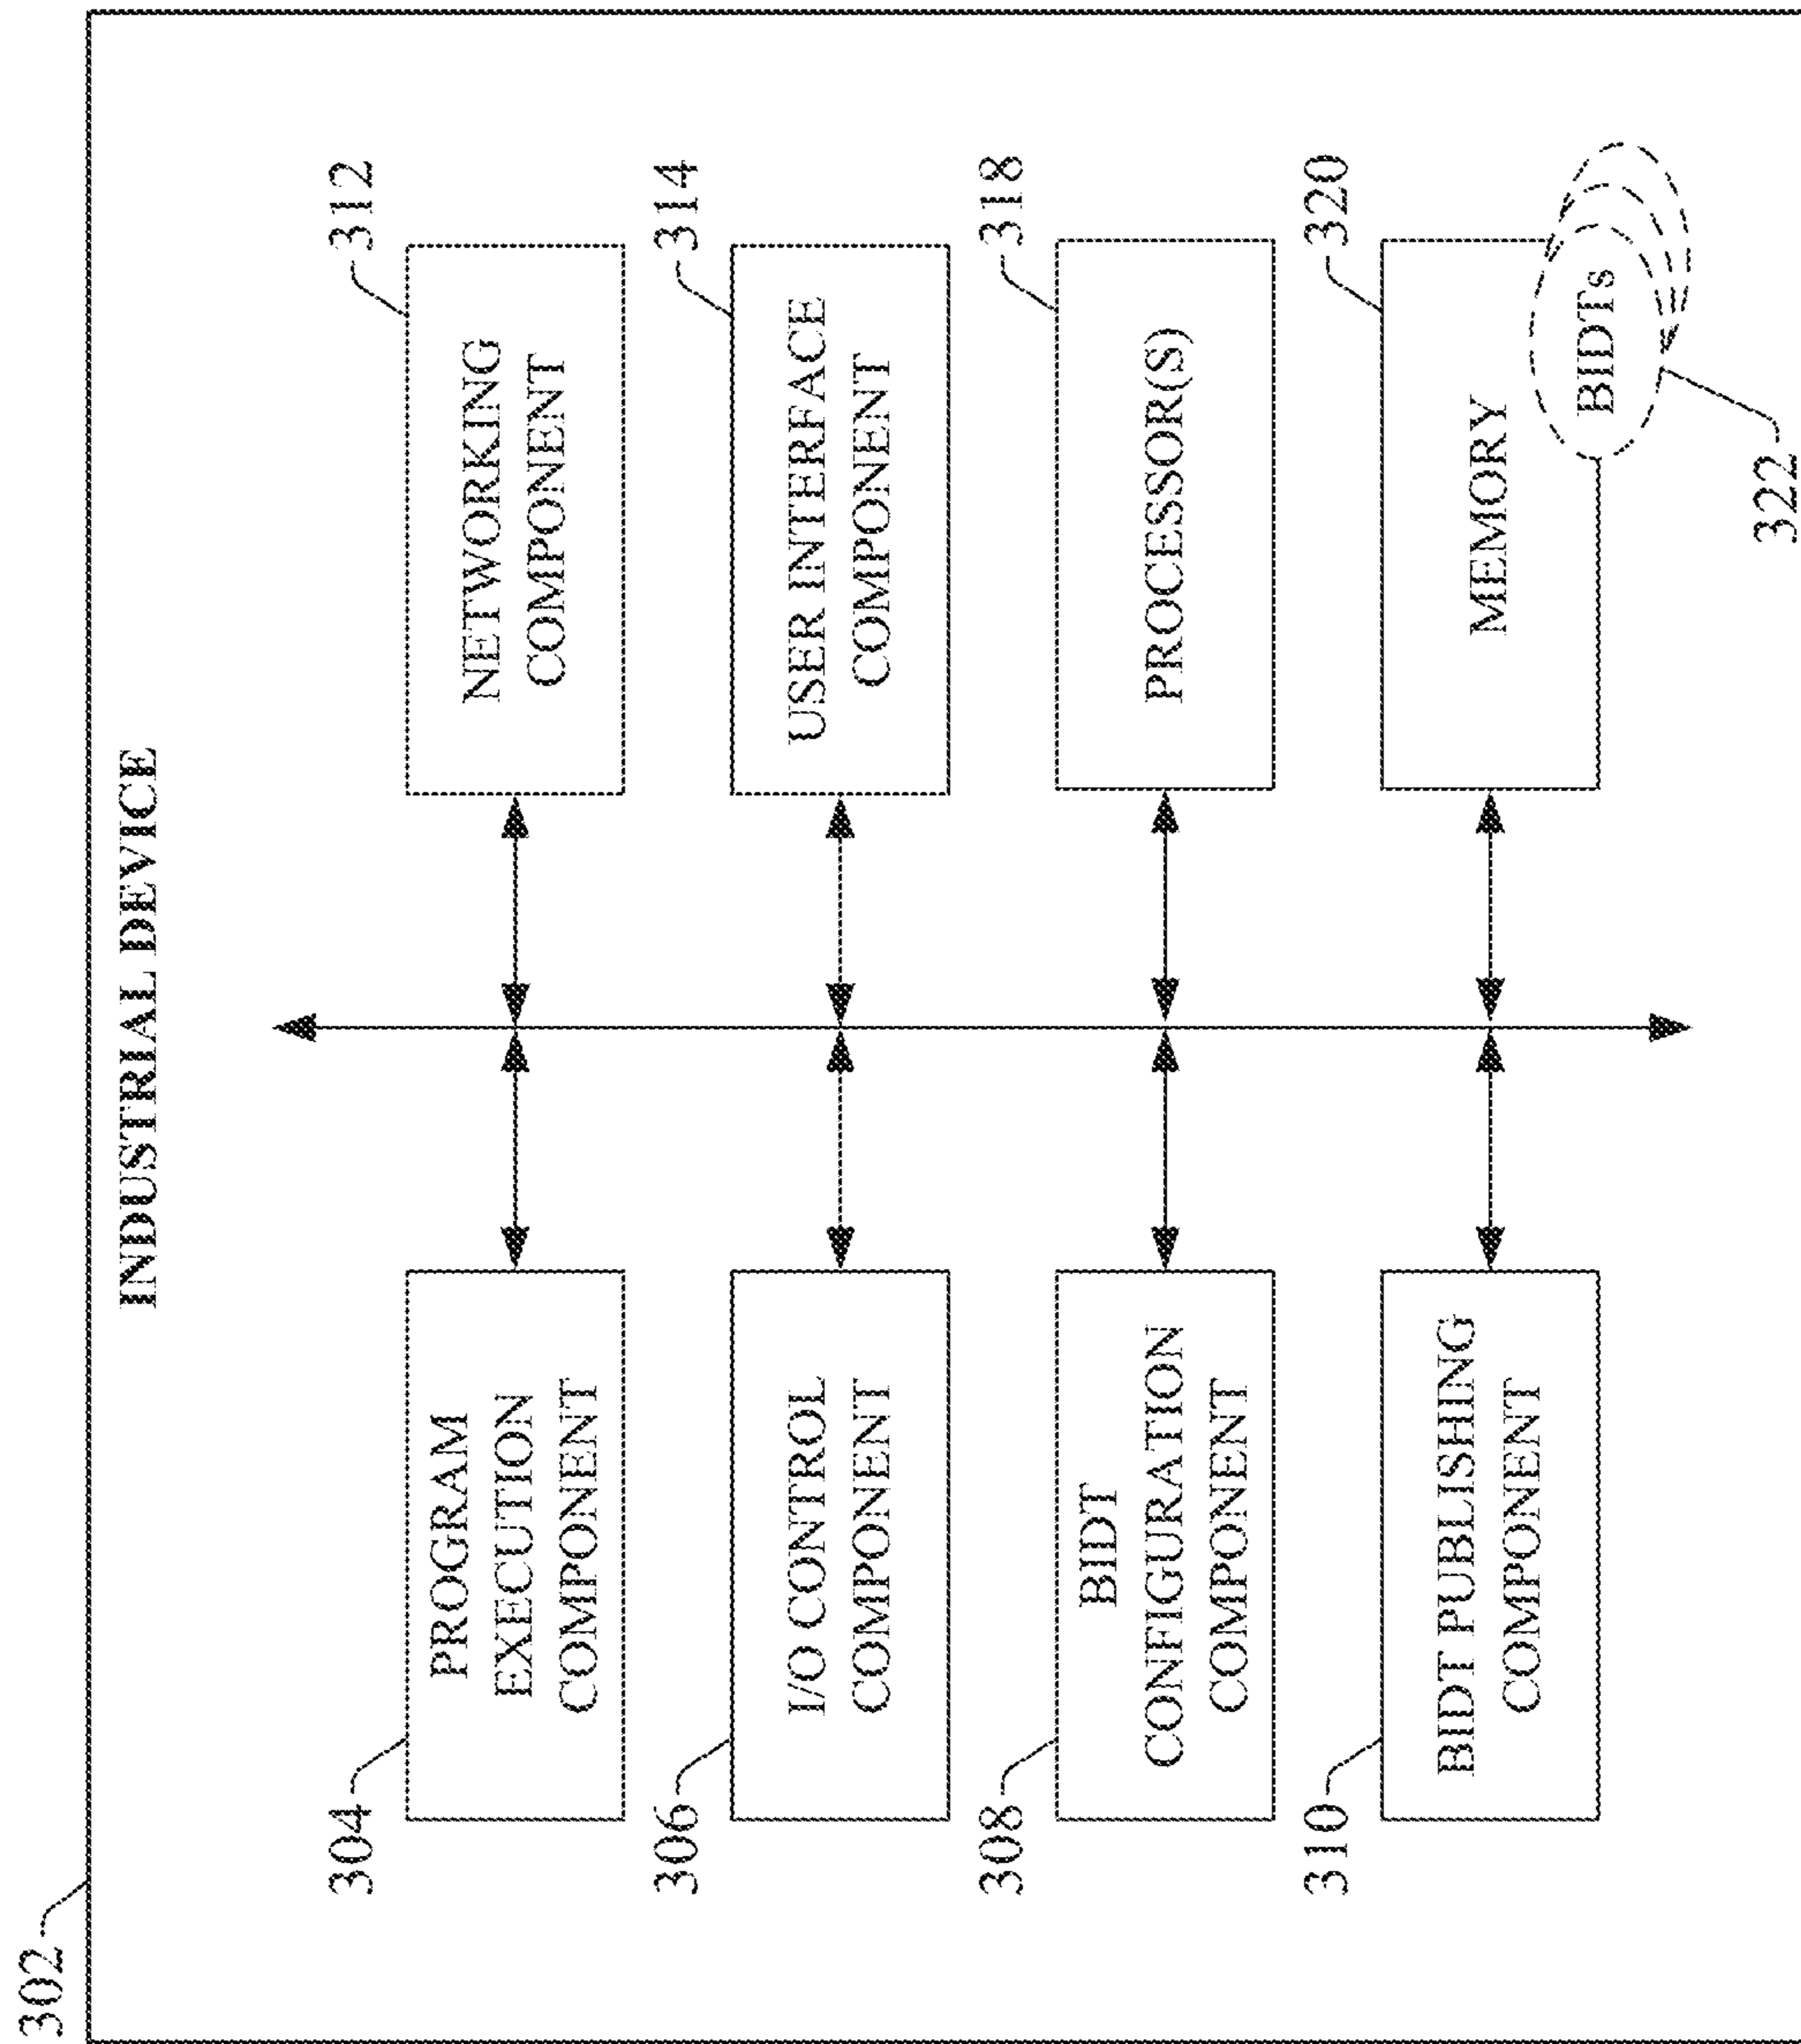 302
INDUSTRIAL DEVICE
304
PROGRAM
EXECUTION
COMPONENT
312
NETWORKING
COMPONENT
306
I/O CONTROL
COMPONENT
314
USER INTERFACE
COMPONENT
308
BIDT
CONFIGURATION
COMPONENT
318
PROCESSOR(S)
310
BIDT PUBLISHING
COMPONENT
320
MEMORY
BIDTs
322